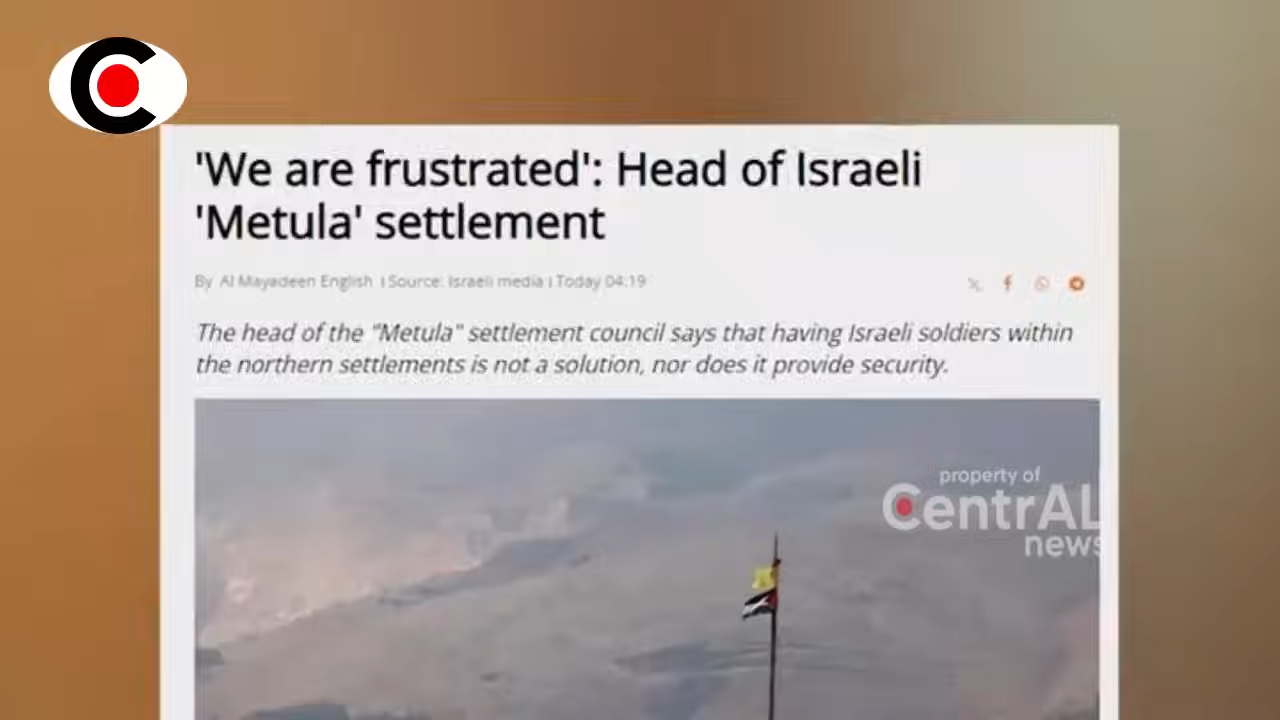 'We are frustrated': Head of Israeli
'Metula' settlement
By Al Mayadeen English | Source: Israeli media | Today 04:19
The head of the "Metula" settlement council says that having Israeli soldiers within
the northern settlements is not a solution, nor does it provide security.
property of
CentrAL
news